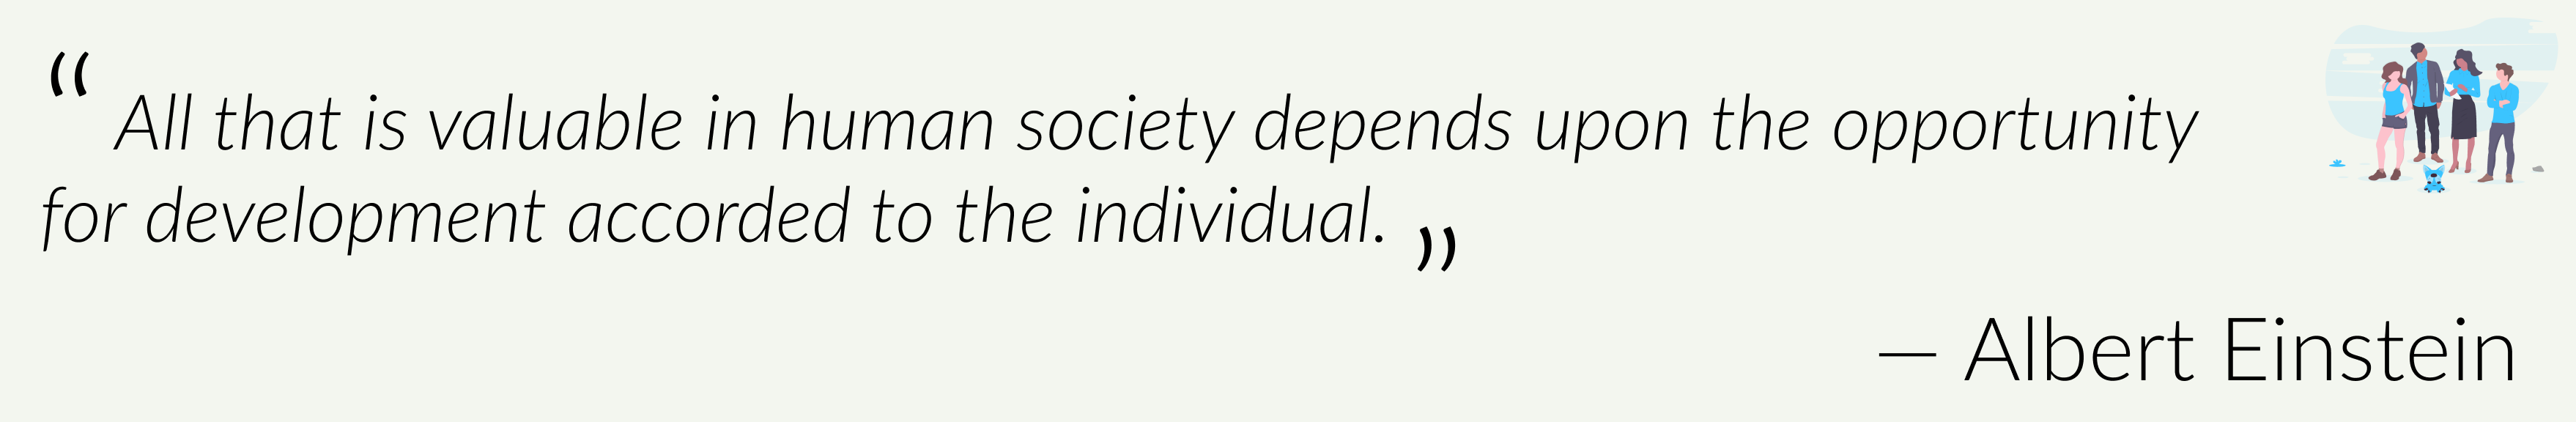 “ All that is valuable in human society depends upon the opportunity
for development accorded to the individual. ”
— Albert Einstein